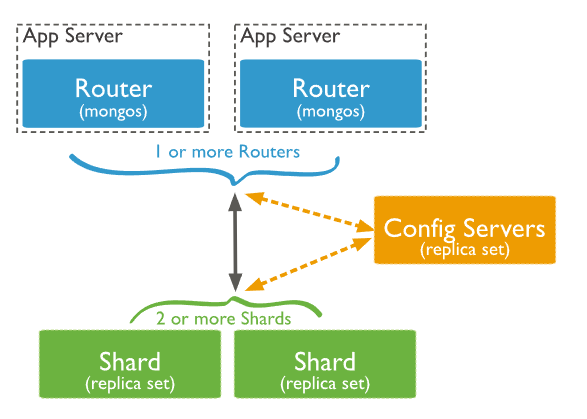 App Server
App Server
Router
(mongos)
Router
(mongos)
1 or more Routers
Config Servers
(replica set)
2 or more Shards
Shard
(replica set)
Shard
(replica set)